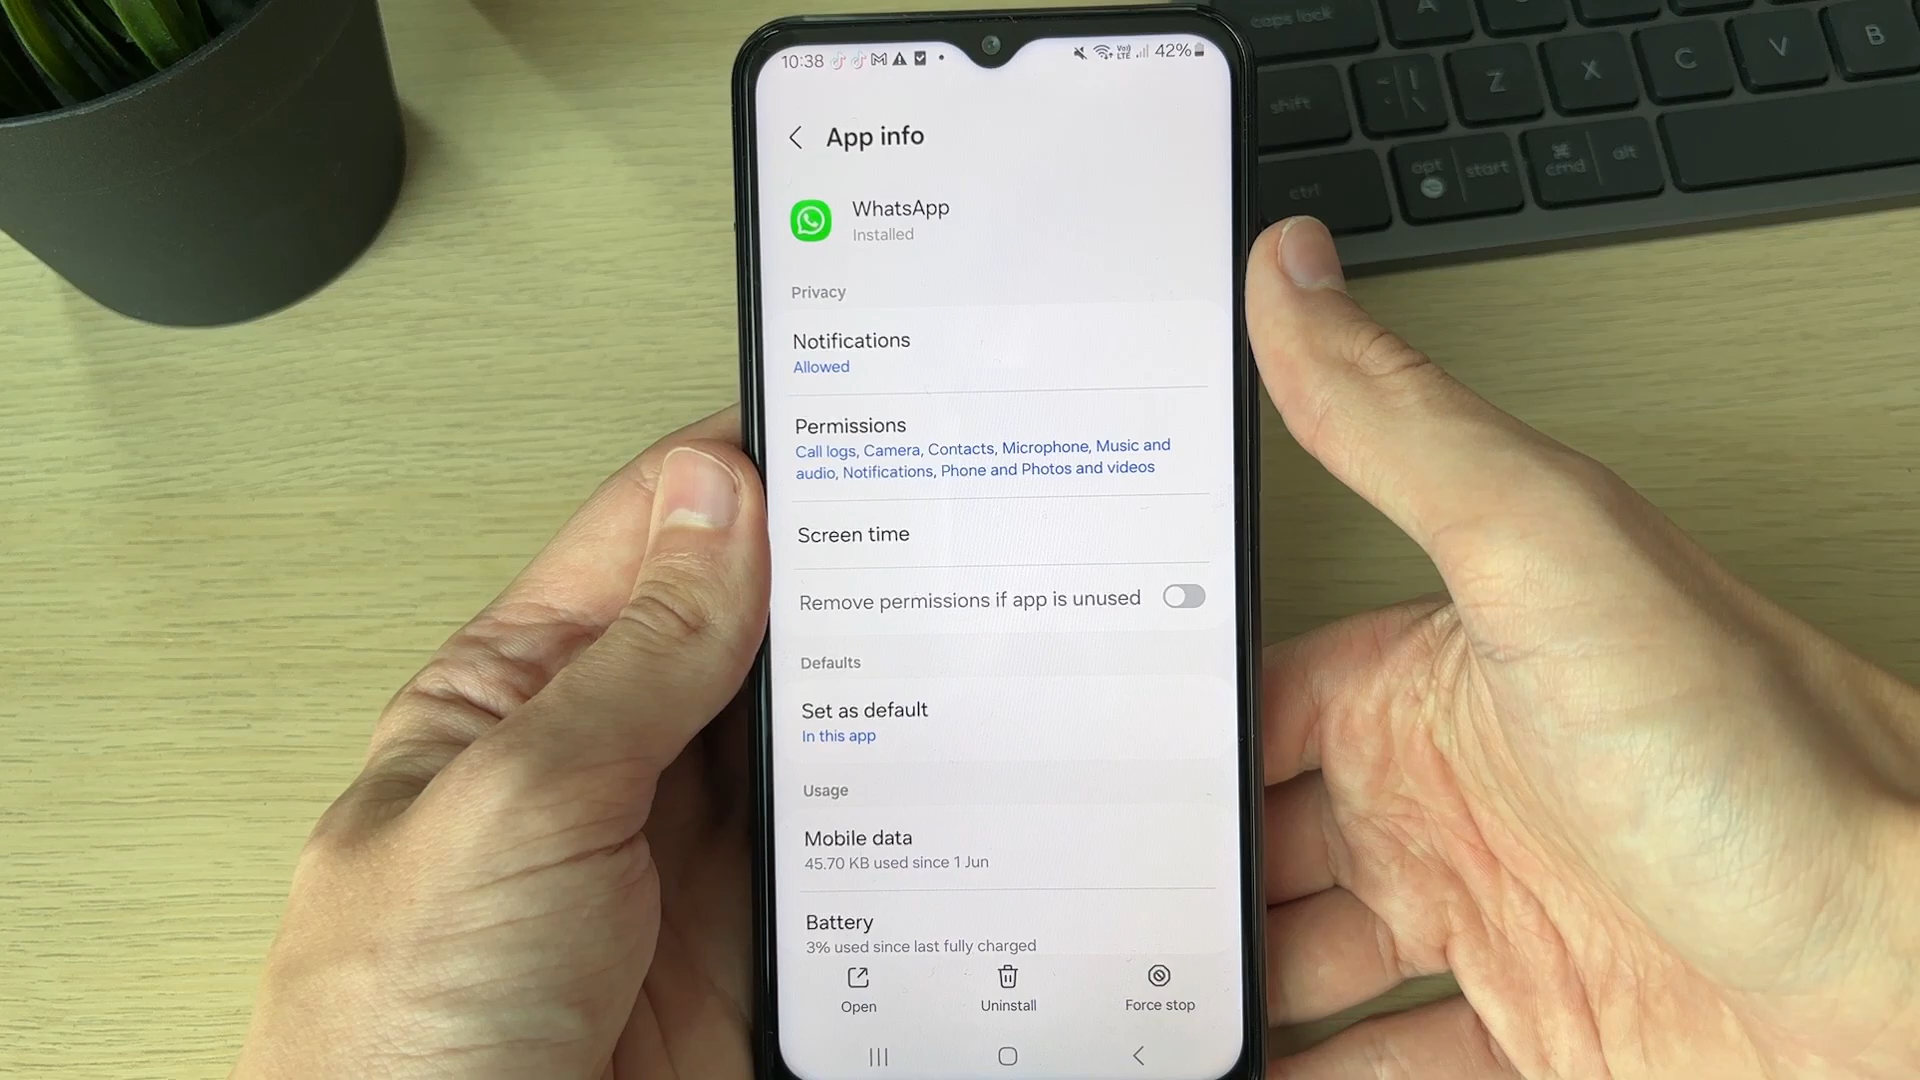 caps lock
A
10:38
42%
Vo))
LTE
shift
Z
X
C
V
B
ctrl
opt
start
cmd
alt
App info
WhatsApp
Installed
Privacy
Notifications
Allowed
Permissions
Call logs, Camera, Contacts, Microphone, Music and
audio, Notifications, Phone and Photos and videos
Screen time
Remove permissions if app is unused
Defaults
Set as default
In this app
Usage
Mobile data
45.70 KB used since 1 Jun
Battery
3% used since last fully charged
Open
Uninstall
Force stop